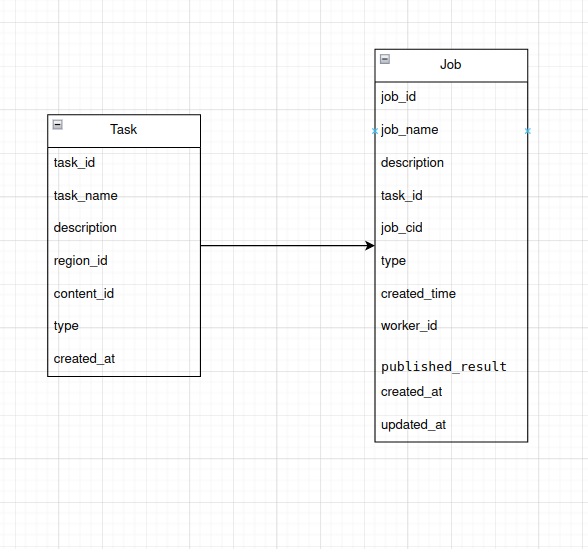 Task
task_id
task_name
description
region_id
content_id
type
created_at
Job
job_id
job_name
description
task_id
job_cid
type
created_time
worker_id
published_result
created_at
updated_at